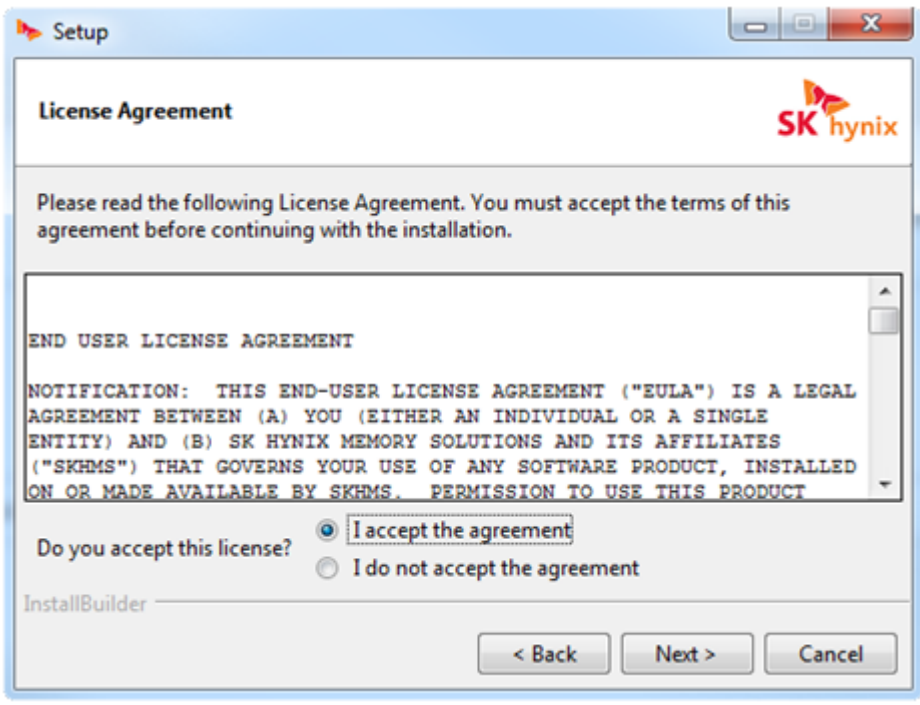 Setup
License Agreement
SK hynix
Please read the following License Agreement. You must accept the terms of this
agreement before continuing with the installation.
END USER LICENSE AGREEMENT
NOTIFICATION:  THIS END-USER LICENSE AGREEMENT ("EULA") IS A LEGAL
AGREEMENT BETWEEN (A) YOU (EITHER AN INDIVIDUAL OR A SINGLE
ENTITY) AND (B) SK HYNIX MEMORY SOLUTIONS AND ITS AFFILIATES
("SKHMS") THAT GOVERNS YOUR USE OF ANY SOFTWARE PRODUCT, INSTALLED
ON OR MADE AVAILABLE BY SKHMS.  PERMISSION TO USE THIS PRODUCT
Do you accept this license?
I accept the agreement
I do not accept the agreement
InstallBuilder
< Back Next > Cancel